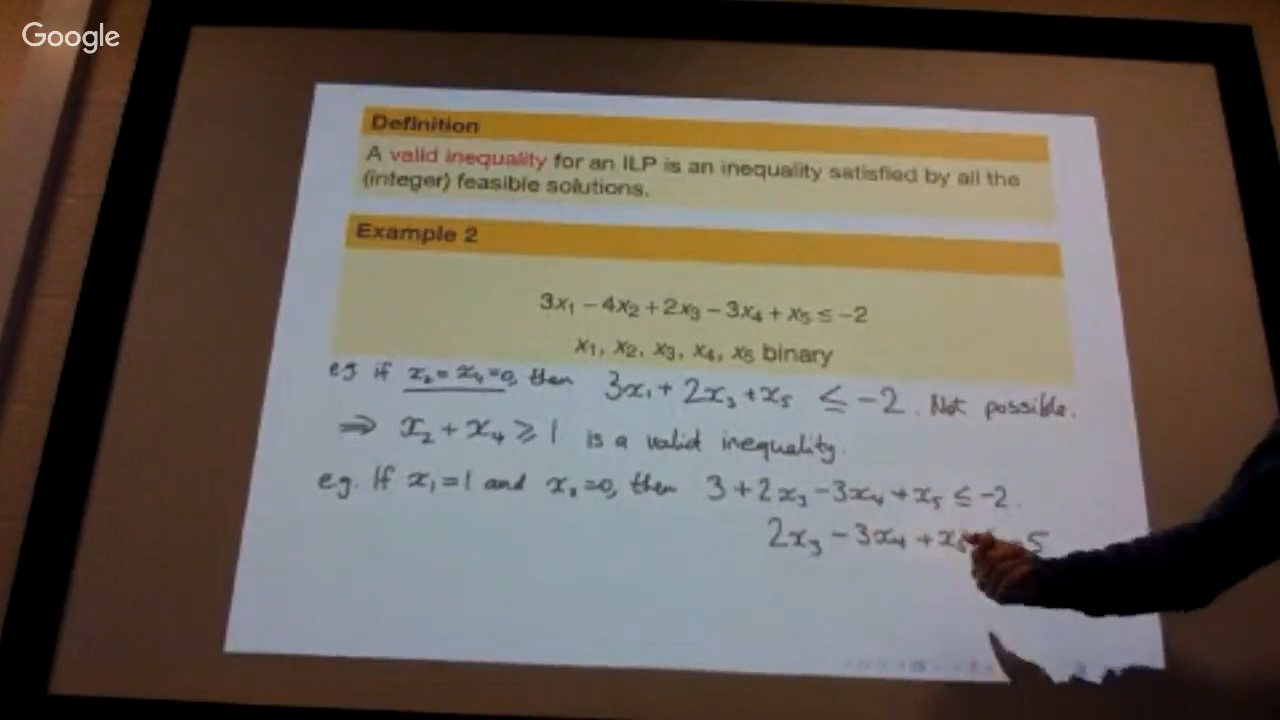 Google
Definition
A valid inequality for an ILP is an inequality satisfied by all the
(integer) feasible solutions.
Example 2
3x₁ − 4x₂ + 2x₃ − 3x₄ + x₅ ≤ −2
x₁, x₂, x₃, x₄, x₅ binary
eg if x₂ = x₄ = 0, then 3x₁ + 2x₃ + x₅ ≤ −2. Not possible.
⇒ x₂ + x₄ ≥ 1 is a valid inequality.
eg. If x₁ = 1 and x₂ = 0, then 3 + 2x₃ − 3x₄ + x₅ ≤ −2.
2x₃ − 3x₄ + x₅ −5